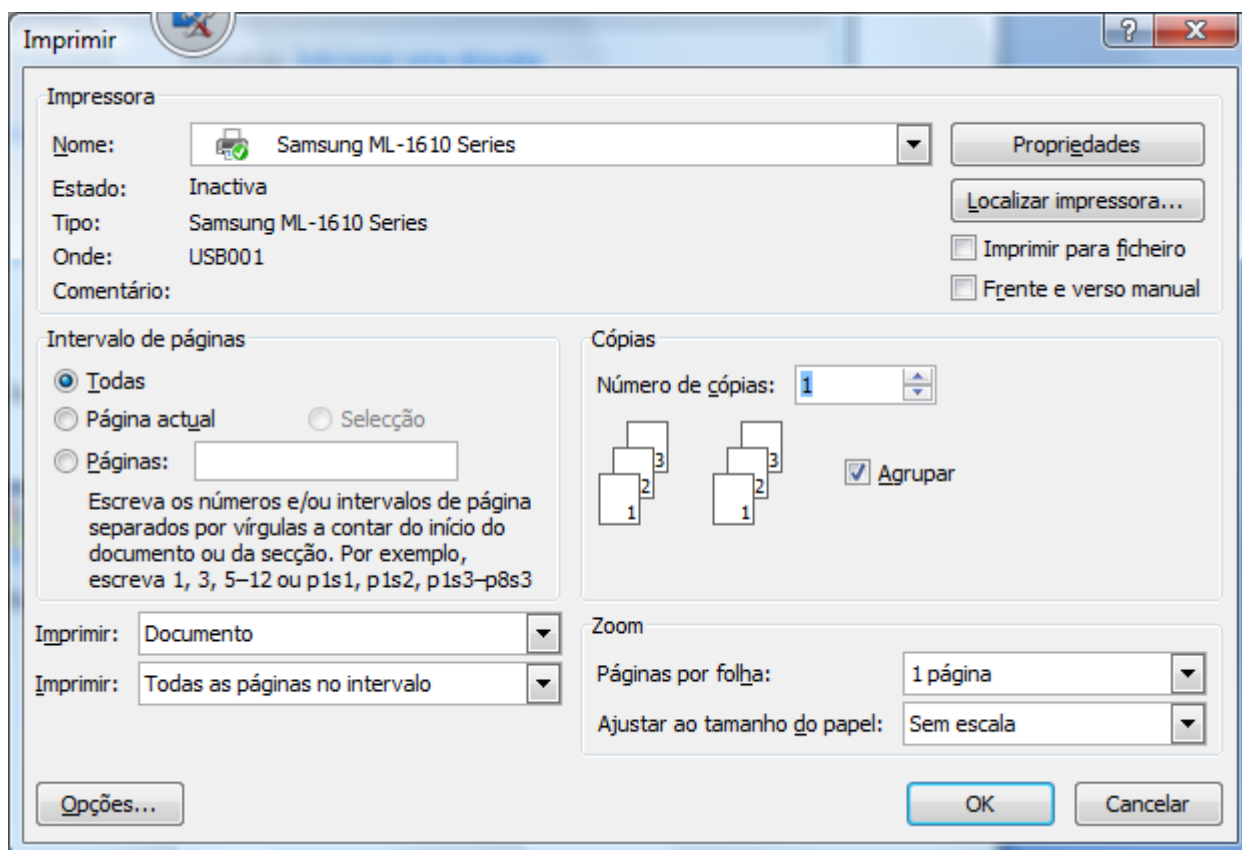 Imprimir
Impressora
Nome: Samsung ML-1610 Series Propriedades
Estado: Inactiva Localizar impressora...
Tipo: Samsung ML-1610 Series
Onde: USB001 Imprimir para ficheiro
Comentário: Frente e verso manual
Intervalo de páginas
Todas
Página actual Selecção
Páginas:
Escreva os números e/ou intervalos de página
separados por vírgulas a contar do início do
documento ou da secção. Por exemplo,
escreva 1, 3, 5–12 ou p1s1, p1s2, p1s3–p8s3
Cópias
Número de cópias: 1
3 3
2 2
1 1
Agrupar
Imprimir: Documento
Imprimir: Todas as páginas no intervalo
Zoom
Páginas por folha: 1 página
Ajustar ao tamanho do papel: Sem escala
Opções... OK Cancelar